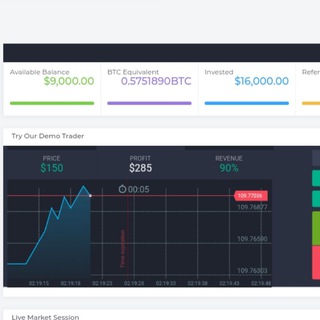 Available Balance
$9,000.00
BTC Equivalent
0.5751890BTC
Invested
$16,000.00
Refer
Try Our Demo Trader
PRICE
$150
PROFIT
$285
REVENUE
90%
00:05
109.77036
109.76877
109.76590
109.76303
Time expiration
02:19:15 02:19:19 02:19:23 02:19:28 02:19:33 02:19:38 02:19:43 02:19:48
Live Market Session